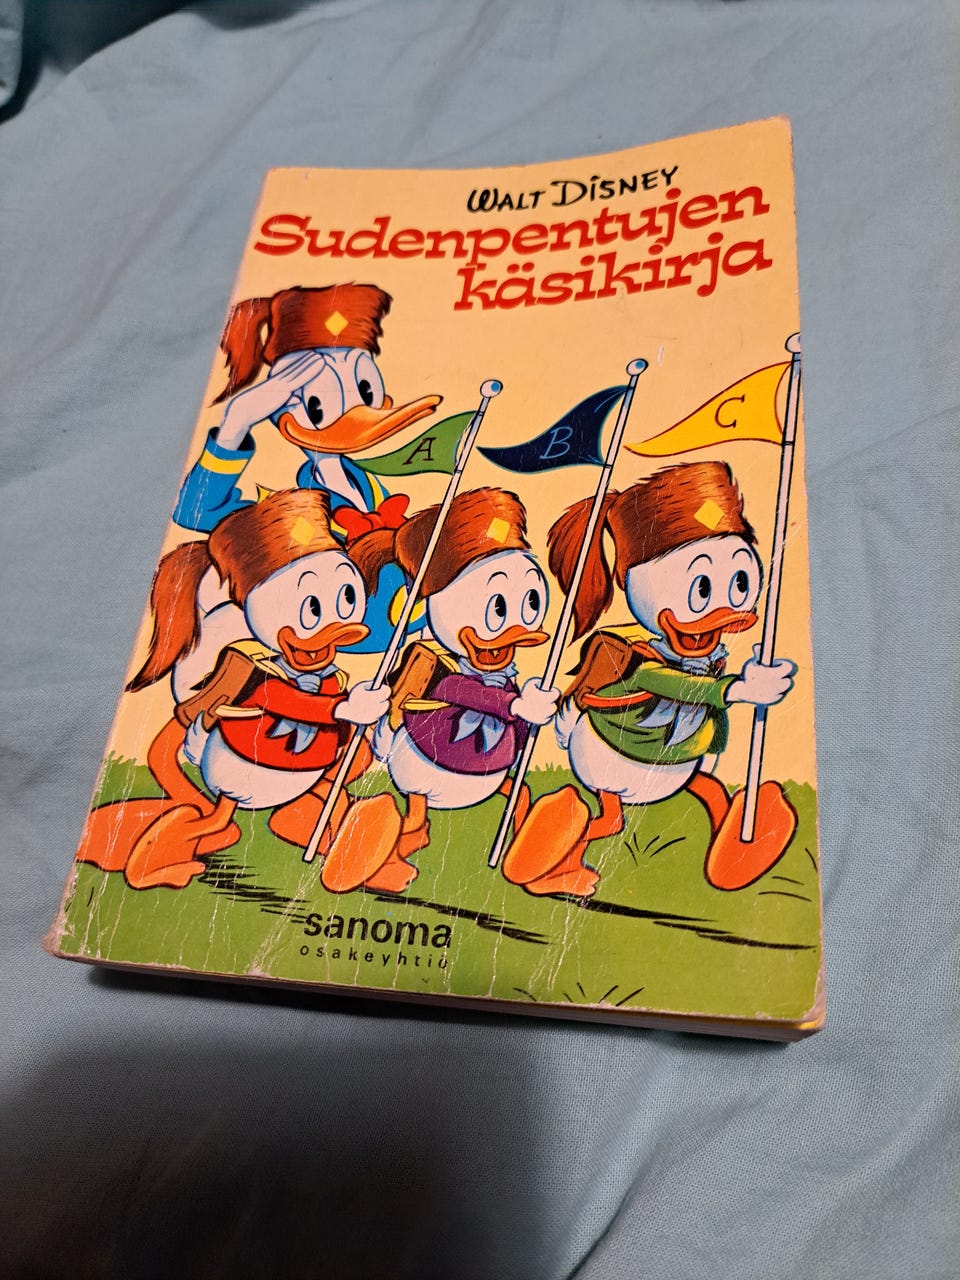 WALT DISNEY
Sudenpentujen
käsikirja
A
B
C
sanoma
osakeyhtiö